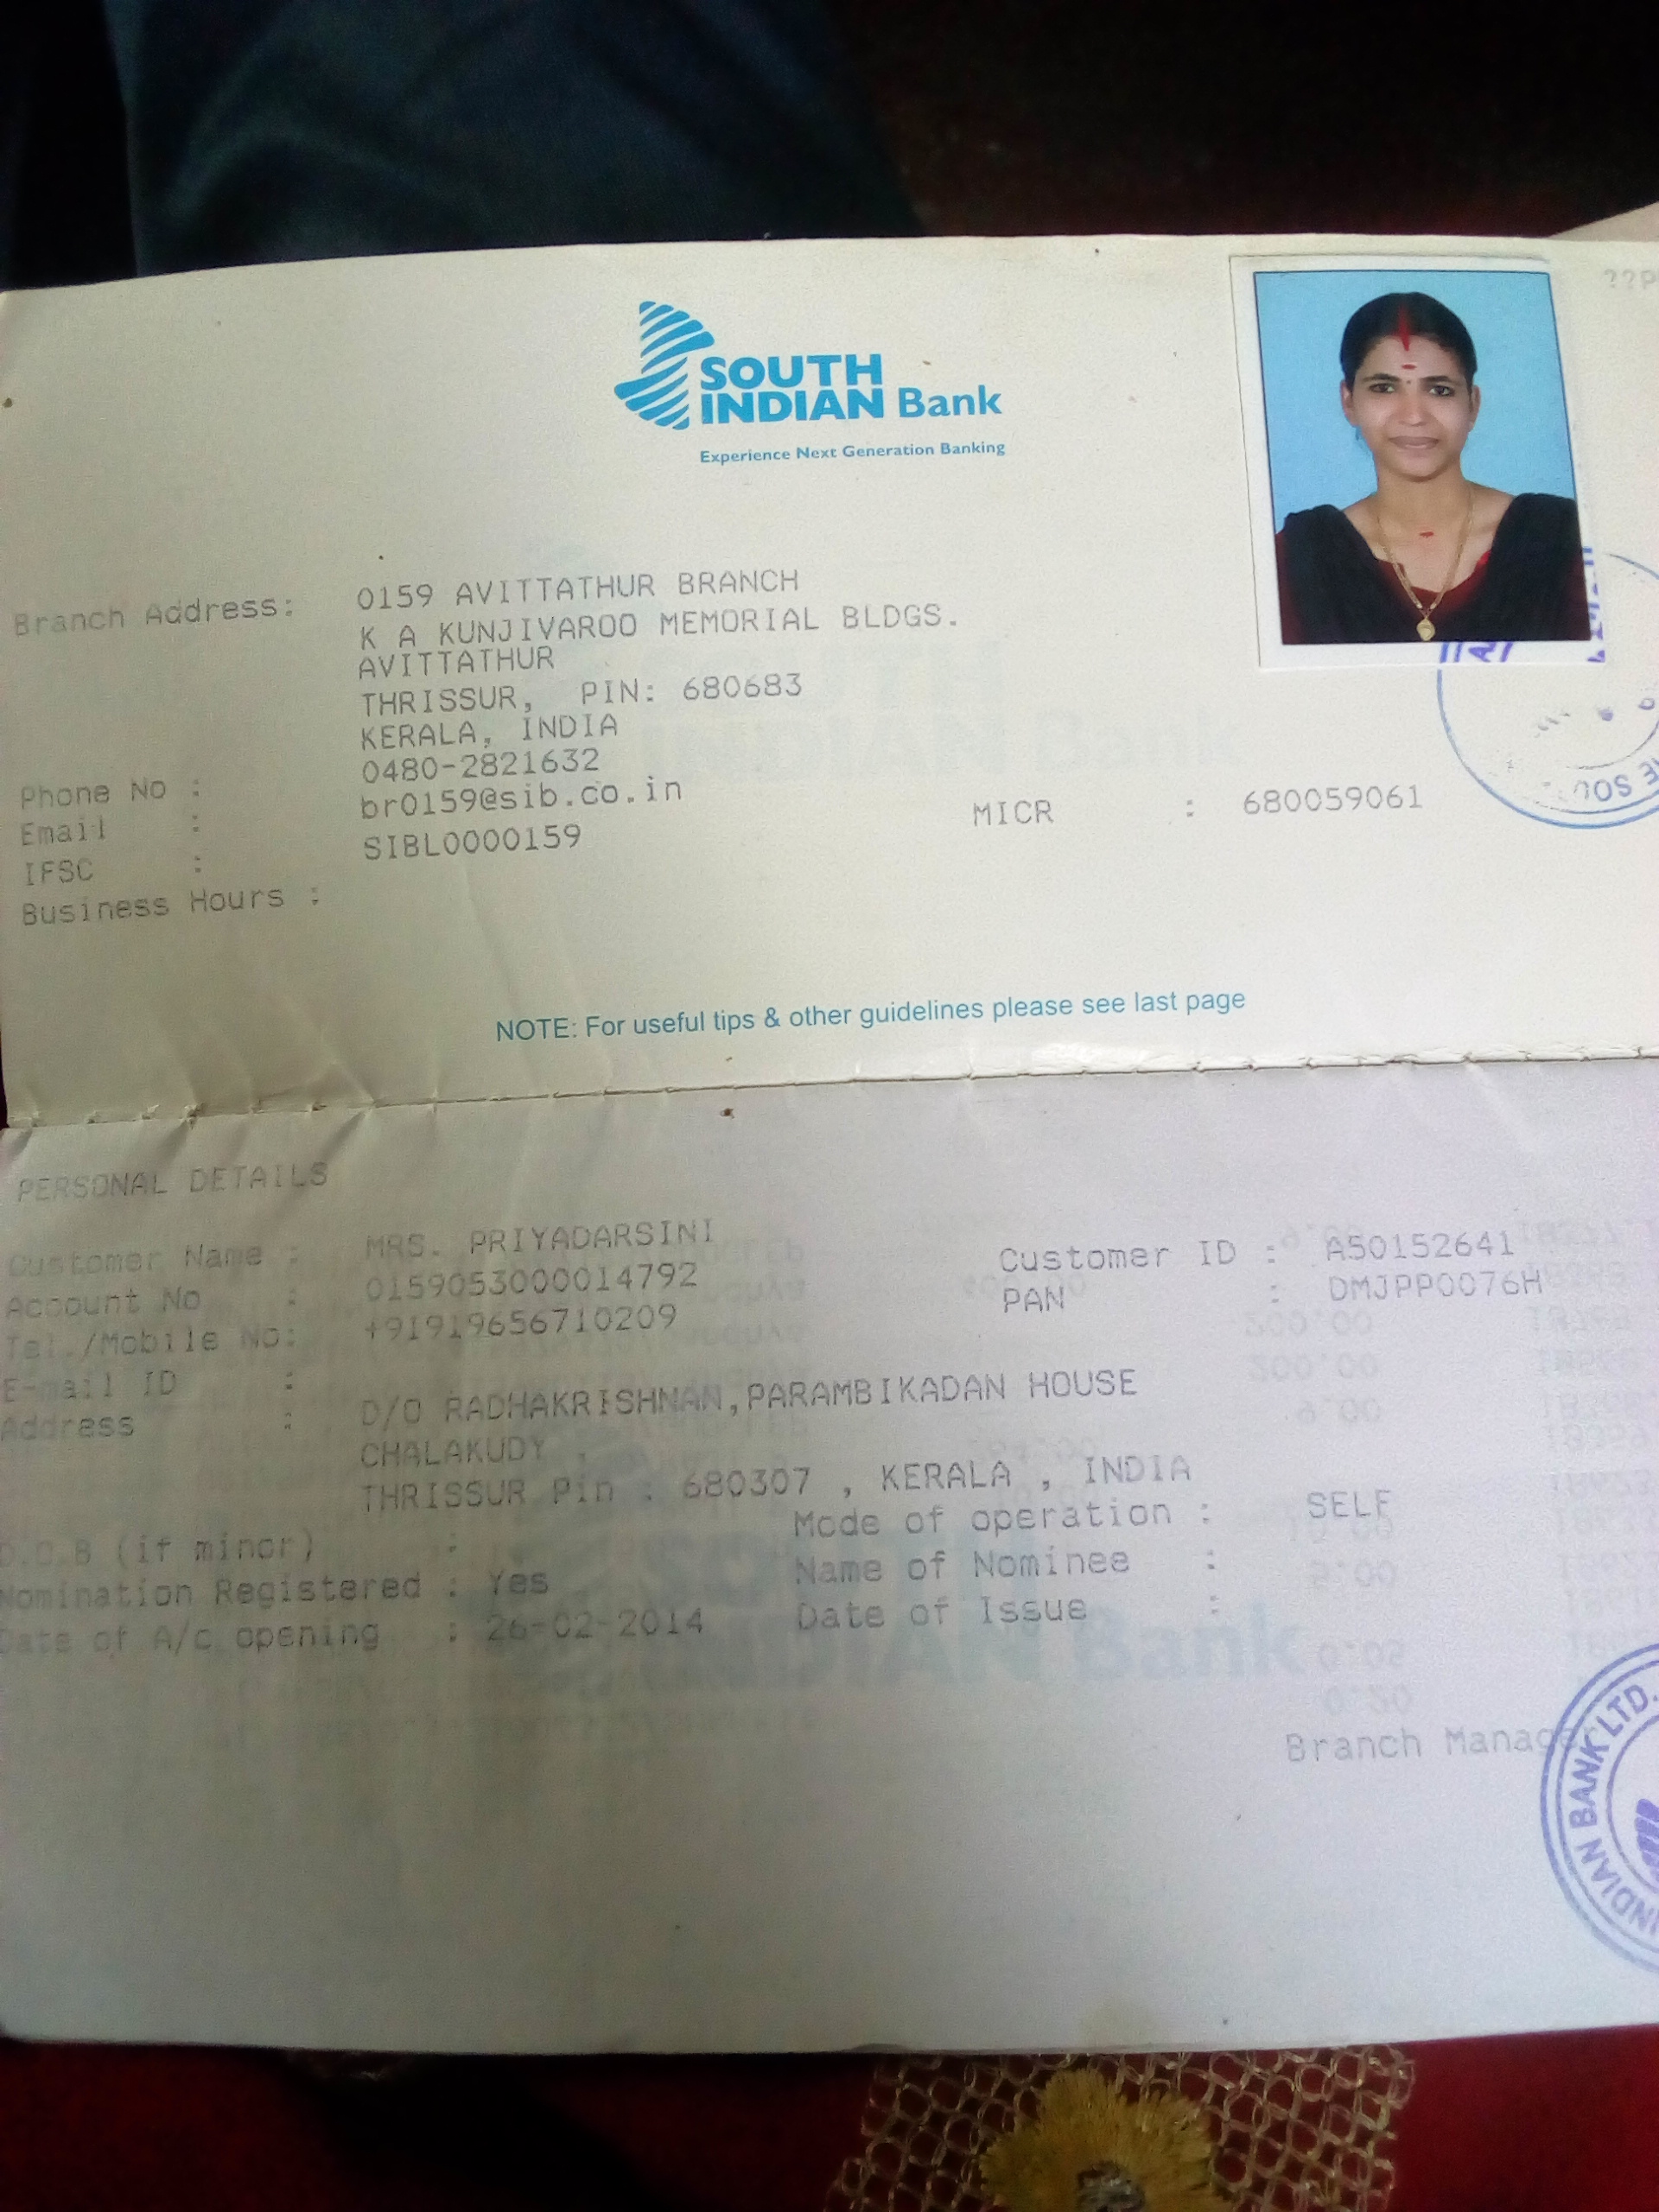 SOUTH
INDIAN Bank
Experience Next Generation Banking
??P
Branch Address: 0159 AVITTATHUR BRANCH
K A KUNJIVAROO MEMORIAL BLDGS.
AVITTATHUR
THRISSUR, PIN: 680683
KERALA, INDIA
Phone No : 0480-2821632
Email : br0159@sib.co.in
IFSC : SIBL0000159 MICR : 680059061
Business Hours :
NOTE: For useful tips & other guidelines please see last page
PERSONAL DETAILS
Customer Name : MRS. PRIYADARSINI Customer ID : A50152641
Account No : 0159053000014792 PAN : DMJPP0076H
Tel./Mobile No: +91919656710209
E-mail ID :
Address : D/O RADHAKRISHNAN,PARAMBIKADAN HOUSE
CHALAKUDY ,
THRISSUR Pin : 680307 , KERALA , INDIA
Mode of operation : SELF
D.O.B (if minor) :
Name of Nominee :
Nomination Registered : Yes
Date of Issue :
Date of A/c opening : 26-02-2014
Branch Manager
INDIAN BANK LTD.